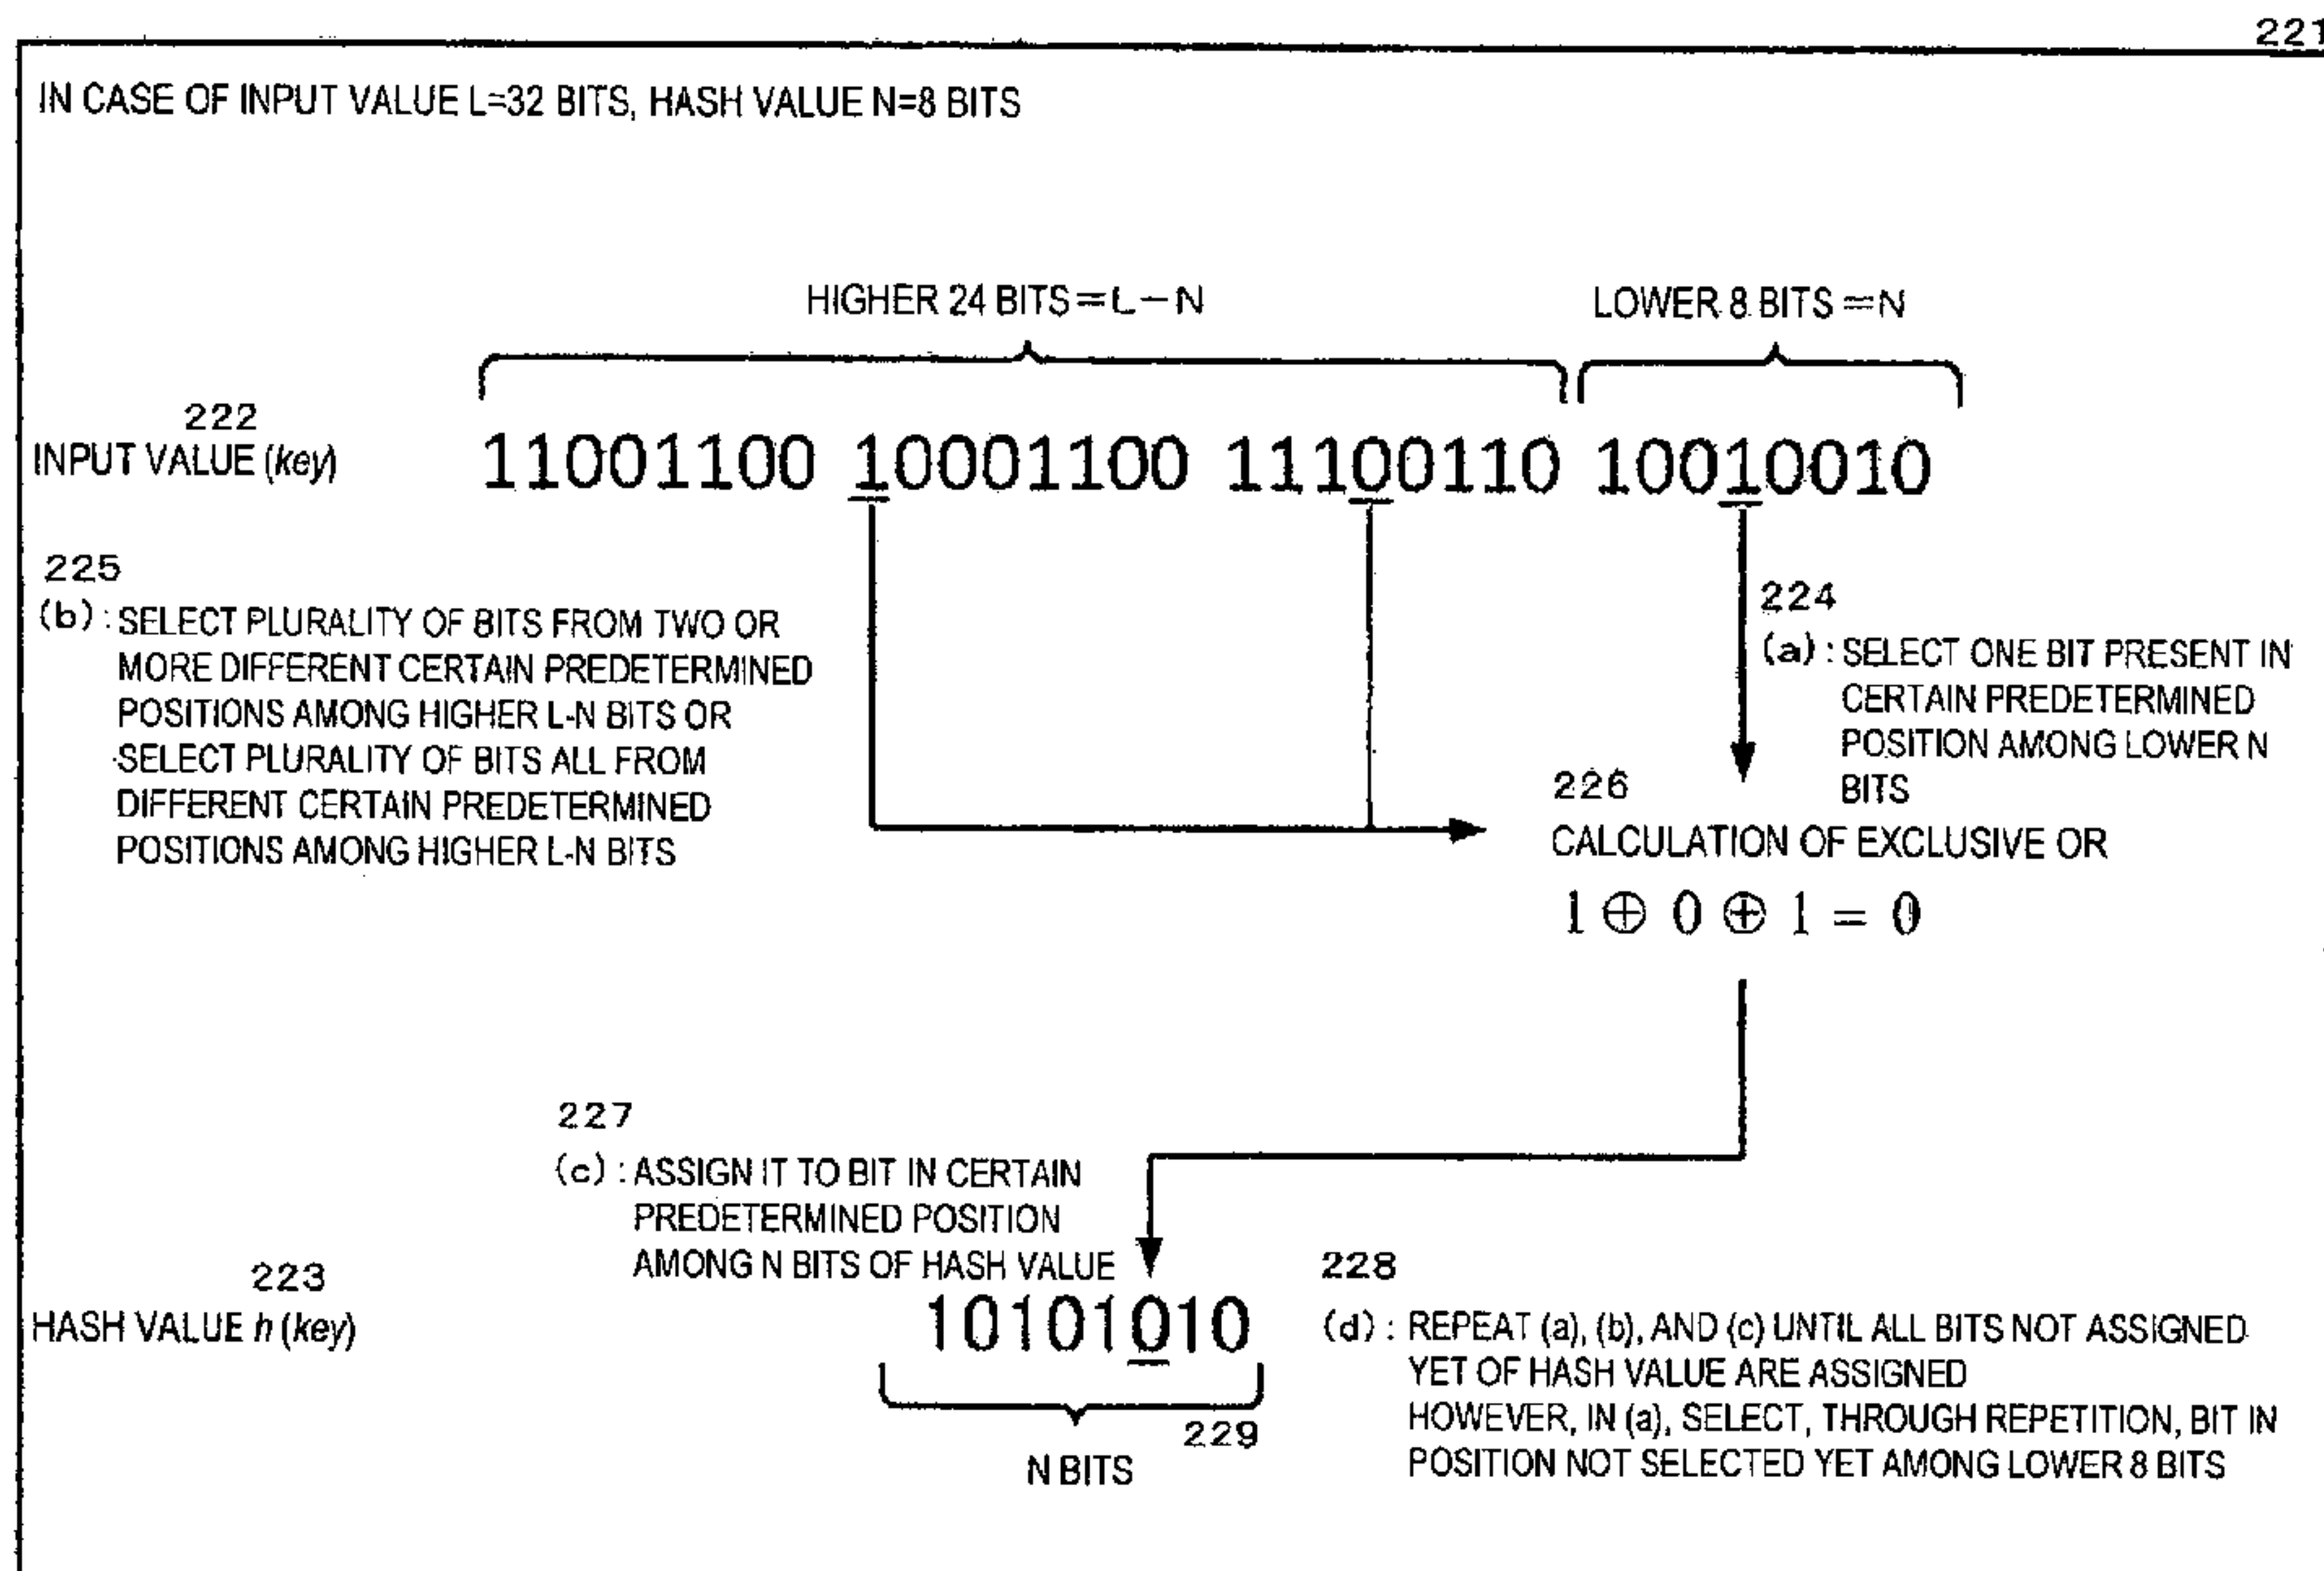 221
IN CASE OF INPUT VALUE L=32 BITS, HASH VALUE N=8 BITS
HIGHER 24 BITS=L-N
LOWER 8 BITS=N
222
INPUT VALUE (key)
11001100 10001100 11100110 10010010
225
(b): SELECT PLURALITY OF BITS FROM TWO OR
MORE DIFFERENT CERTAIN PREDETERMINED
POSITIONS AMONG HIGHER L-N BITS OR
SELECT PLURALITY OF BITS ALL FROM
DIFFERENT CERTAIN PREDETERMINED
POSITIONS AMONG HIGHER L-N BITS
224
(a): SELECT ONE BIT PRESENT IN
CERTAIN PREDETERMINED
POSITION AMONG LOWER N
BITS
226
CALCULATION OF EXCLUSIVE OR
1 ⊕ 0 ⊕ 1 = 0
227
(c): ASSIGN IT TO BIT IN CERTAIN
PREDETERMINED POSITION
AMONG N BITS OF HASH VALUE
223
HASH VALUE h (key)
10101010
229
N BITS
228
(d): REPEAT (a), (b), AND (c) UNTIL ALL BITS NOT ASSIGNED
YET OF HASH VALUE ARE ASSIGNED
HOWEVER, IN (a), SELECT, THROUGH REPETITION, BIT IN
POSITION NOT SELECTED YET AMONG LOWER 8 BITS